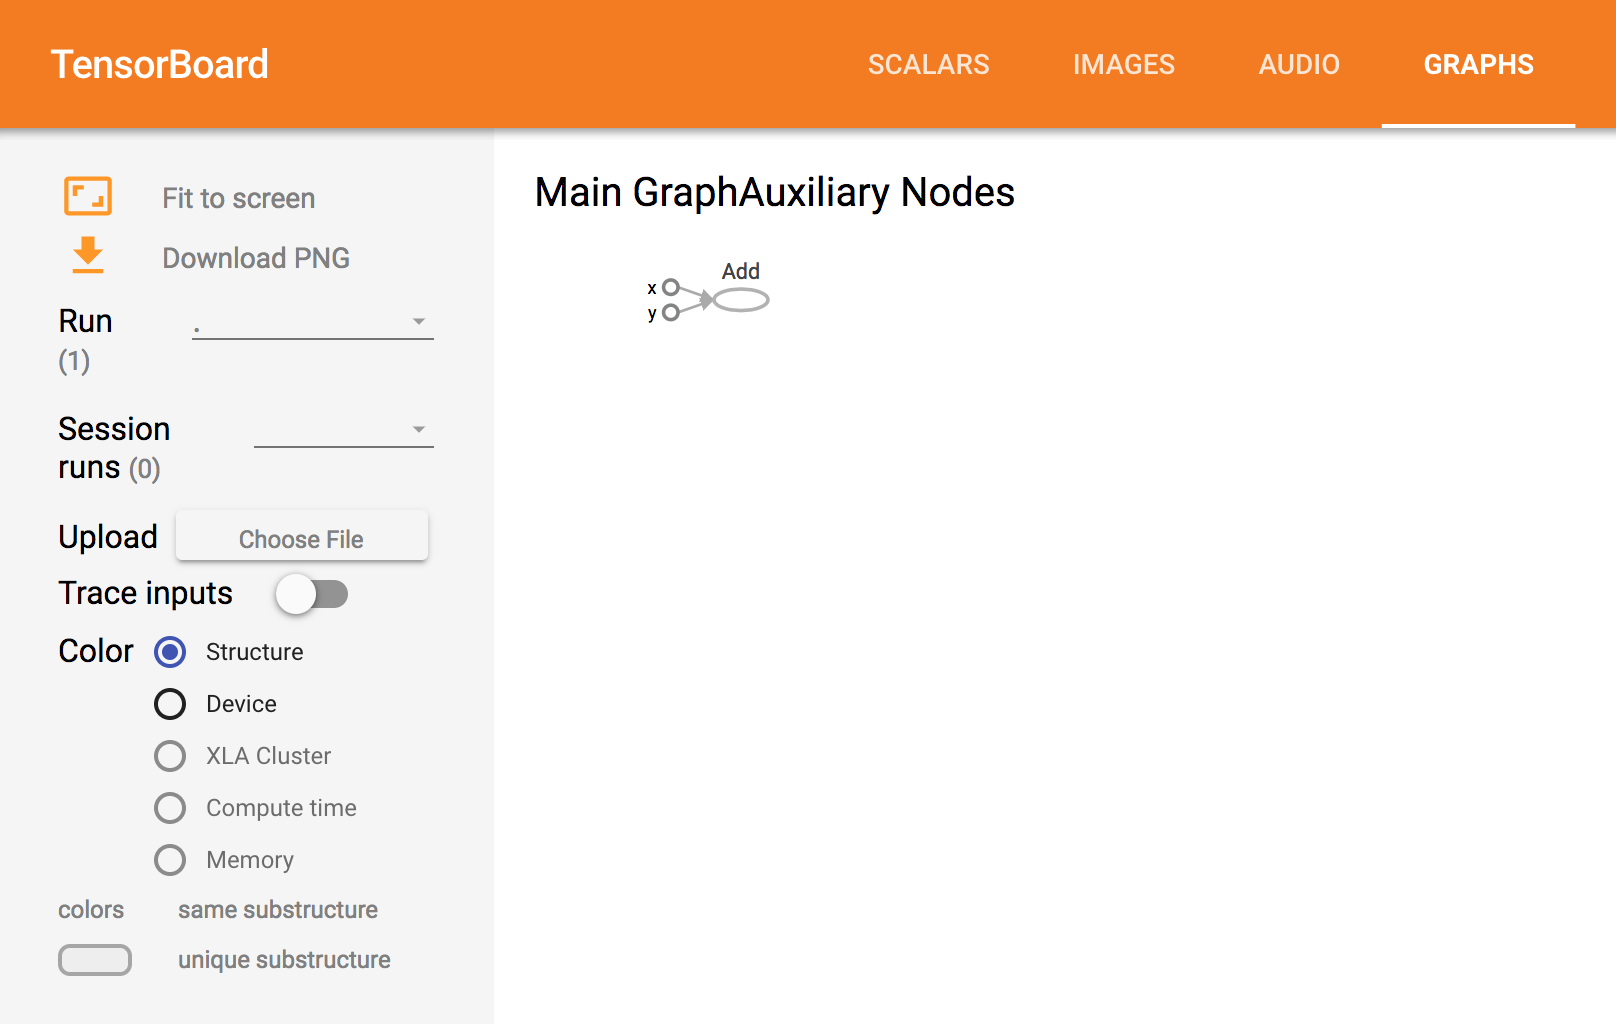 TensorBoard
SCALARS
IMAGES
AUDIO
GRAPHS
Fit to screen
Download PNG
Run
.
(1)
Session
runs (0)
Upload
Choose File
Trace inputs
Color
Structure
Device
XLA Cluster
Compute time
Memory
colors
same substructure
unique substructure
Main GraphAuxiliary Nodes
Add
x
y